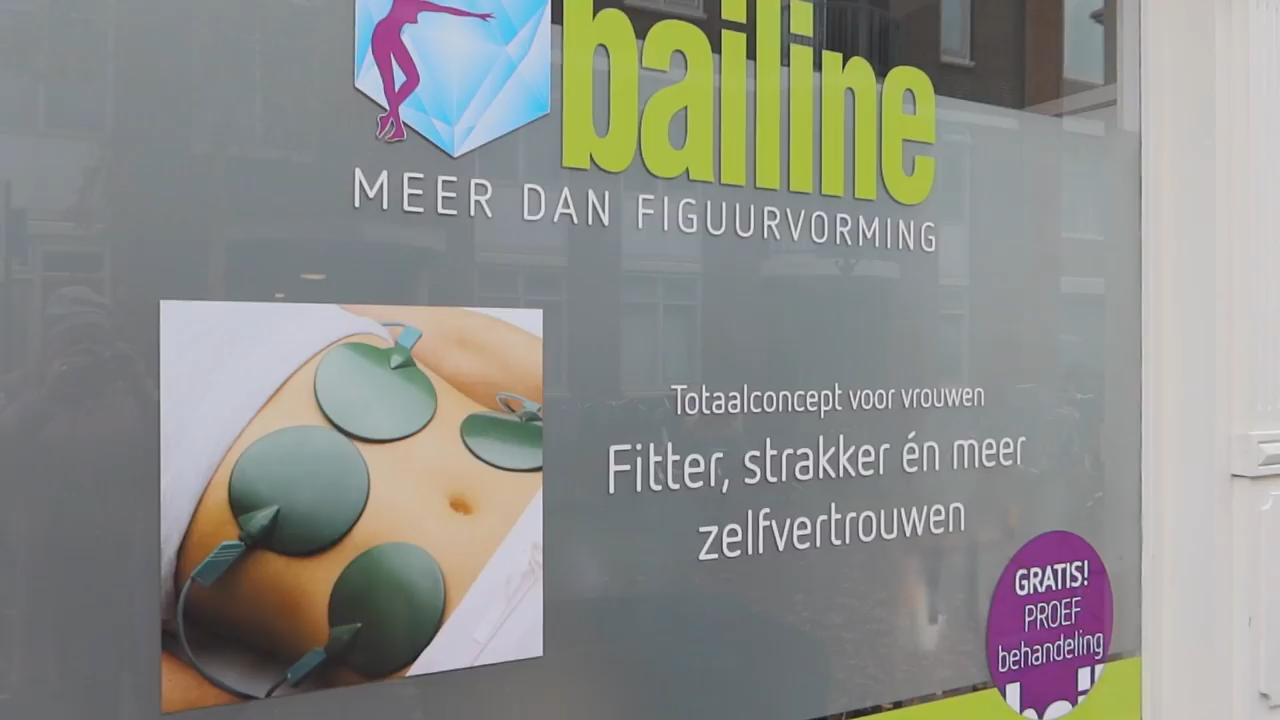 bailine
MEER DAN FIGUURVORMING
Totaalconcept voor vrouwen
Fitter, strakker én meer
zelfvertrouwen
GRATIS!
PROEF
behandeling